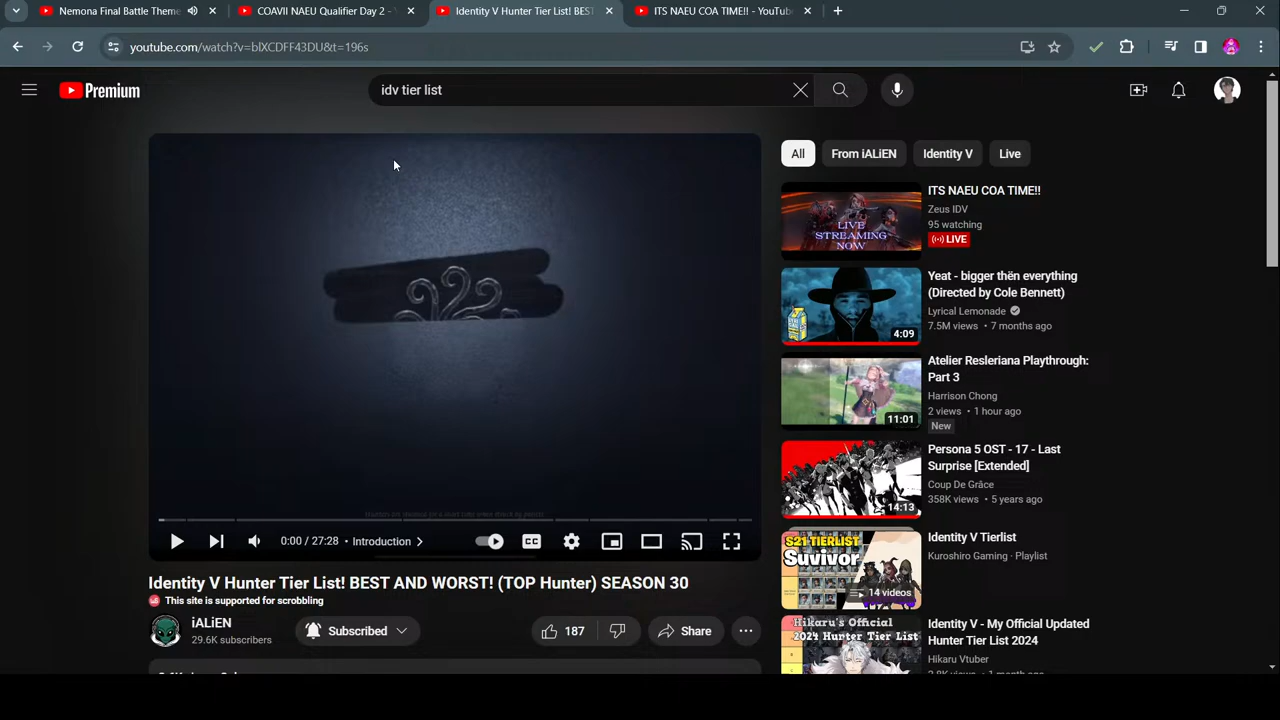 Nemona Final Battle Theme
COAVII NAEU Qualifier Day 2 -
Identity V Hunter Tier List! BES
ITS NAEU COA TIME!! - YouTub
youtube.com/watch?v=blXCDFF43DU&t=196s
Premium
idv tier list
All
From iALiEN
Identity V
Live
ITS NAEU COA TIME!!
Zeus IDV
95 watching
LIVE
LIVE
STREAMING
NOW
Yeat - bigger thën everything
(Directed by Cole Bennett)
Lyrical Lemonade
7.5M views • 7 months ago
4:09
Atelier Resleriana Playthrough:
Part 3
Harrison Chong
2 views • 1 hour ago
New
11:01
Persona 5 OST - 17 - Last
Surprise [Extended]
Coup De Grâce
358K views • 5 years ago
14:13
Identity V Tierlist
Kuroshiro Gaming • Playlist
S21 TIERLIST
Suvivor
14 videos
Identity V - My Official Updated
Hunter Tier List 2024
Hikaru Vtuber
Hikaru's Official
2024 Hunter Tier List
0:00 / 27:28 • Introduction
Identity V Hunter Tier List! BEST AND WORST! (TOP Hunter) SEASON 30
This site is supported for scrobbling
iALiEN
29.6K subscribers
Subscribed
187
Share